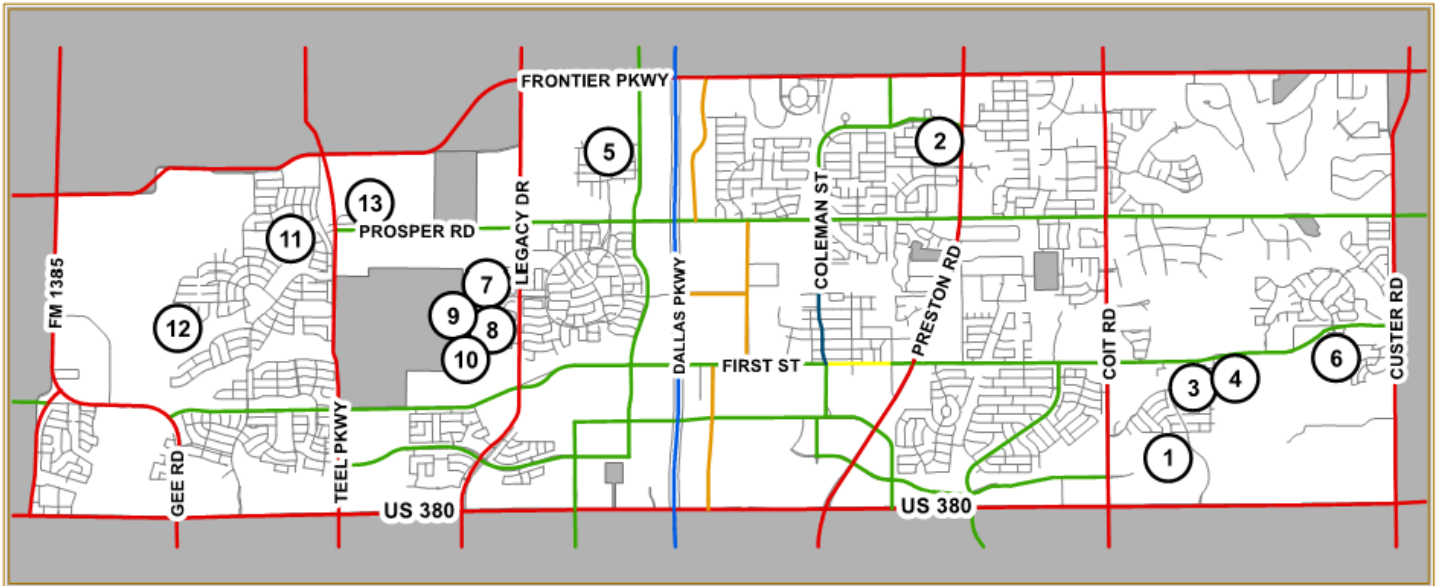 FRONTIER PKWY
2
5
13
PROSPER RD
LEGACY DR
COLEMAN ST
11
7
9
8
10
12
FM 1385
DALLAS PKWY
PRESTON RD
FIRST ST
COIT RD
CUSTER RD
6
3
4
1
TEEL PKWY
GEE RD
US 380
US 380